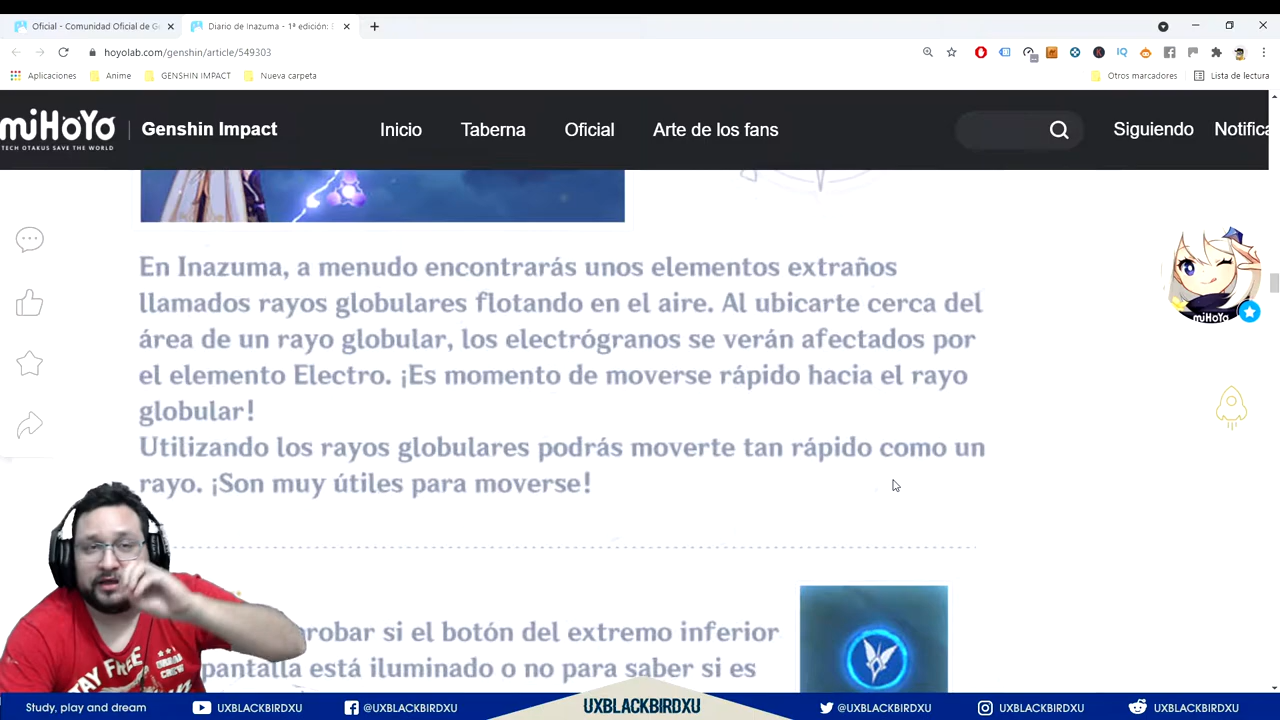 Oficial - Comunidad Oficial de G
Diario de Inazuma - 1ª edición:
hoyolab.com/genshin/article/549303
IQ
Aplicaciones
Anime
GENSHIN IMPACT
Nueva carpeta
Otros marcadores
Lista de lectura
miHoYo
TECH OTAKUS SAVE THE WORLD
Genshin Impact
Inicio
Taberna
Oficial
Arte de los fans
Siguiendo
Notifica
miHoYo
En Inazuma, a menudo encontrarás unos elementos extraños
llamados rayos globulares flotando en el aire. Al ubicarte cerca del
área de un rayo globular, los electrógranos se verán afectados por
el elemento Electro. ¡Es momento de moverse rápido hacia el rayo
globular!
Utilizando los rayos globulares podrás moverte tan rápido como un
rayo. ¡Son muy útiles para moverse!
robar si el botón del extremo inferior
pantalla está iluminado o no para saber si es
STAY FREE
Study, play and dream
UXBLACKBIRDXU
@UXBLACKBIRDXU
UXBLACKBIRDXU
@UXBLACKBIRDXU
UXBLACKBIRDXU
UXBLACKBIRDXU